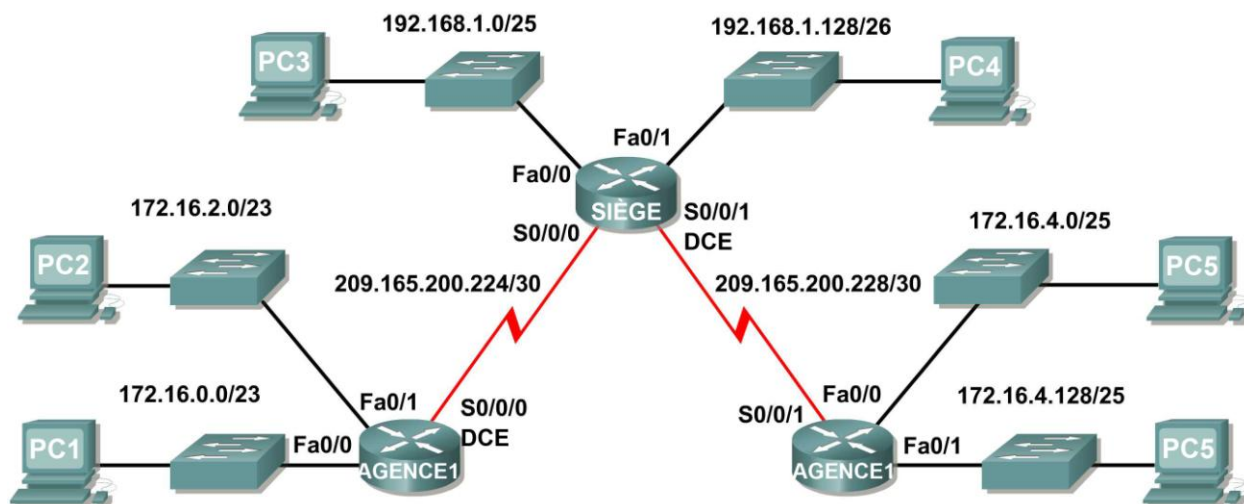 192.168.1.0/25
192.168.1.128/26
PC3
PC4
Fa0/1
Fa0/0
SIÈGE
S0/0/1
DCE
S0/0/0
172.16.2.0/23
172.16.4.0/25
PC2
PC5
209.165.200.224/30
209.165.200.228/30
172.16.0.0/23
Fa0/1
S0/0/0
DCE
Fa0/0
172.16.4.128/25
S0/0/1
PC1
Fa0/0
AGENCE1
AGENCE1
Fa0/1
PC5